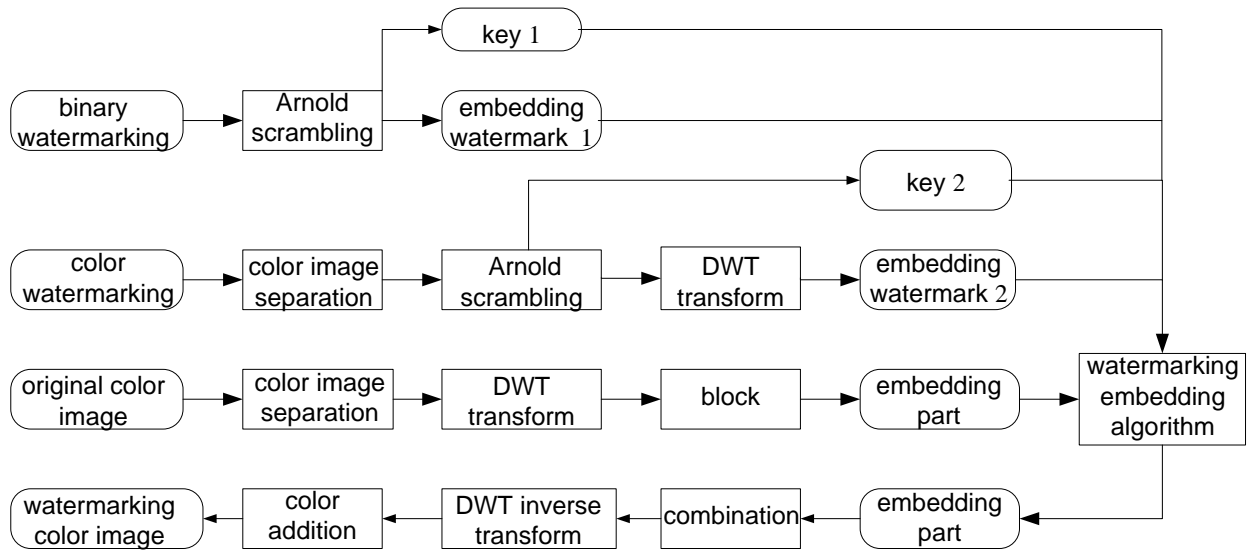 key 1
binary
watermarking
Arnold
scrambling
embedding
watermark 1
key 2
color
watermarking
color image
separation
Arnold
scrambling
DWT
transform
embedding
watermark 2
original color
image
color image
separation
DWT
transform
block
embedding
part
watermarking
embedding
algorithm
watermarking
color image
color
addition
DWT inverse
transform
combination
embedding
part